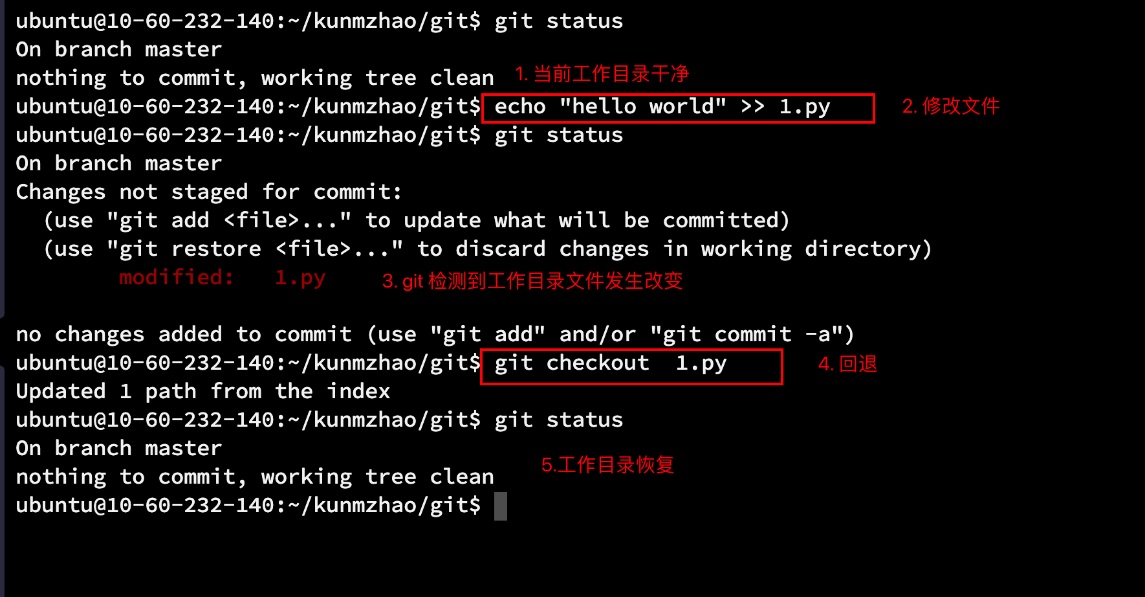 ubuntu@10-60-232-140:~/kunmzhao/git$ git status
On branch master
nothing to commit, working tree clean 1. 当前工作目录干净
ubuntu@10-60-232-140:~/kunmzhao/git$ echo "hello world" >> 1.py 2. 修改文件
ubuntu@10-60-232-140:~/kunmzhao/git$ git status
On branch master
Changes not staged for commit:
(use "git add <file>..." to update what will be committed)
(use "git restore <file>..." to discard changes in working directory)
modified: 1.py 3. git 检测到工作目录文件发生改变
no changes added to commit (use "git add" and/or "git commit -a")
ubuntu@10-60-232-140:~/kunmzhao/git$ git checkout 1.py 4. 回退
Updated 1 path from the index
ubuntu@10-60-232-140:~/kunmzhao/git$ git status
On branch master
nothing to commit, working tree clean 5.工作目录恢复
ubuntu@10-60-232-140:~/kunmzhao/git$